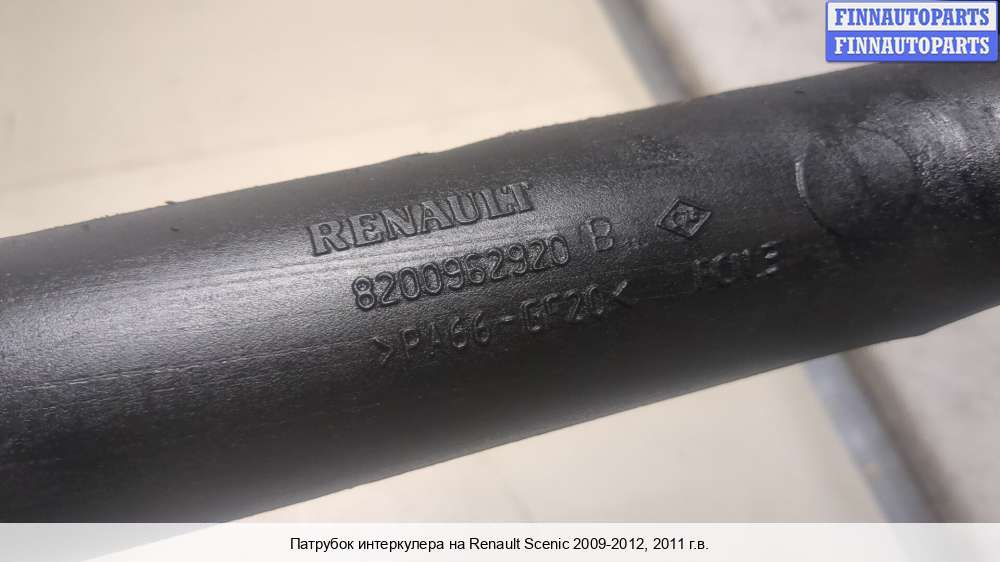 FINNAUTOPARTS
FINNAUTOPARTS
RENAULT
8200962920 B
>PA66-GF20<
Патрубок интеркулера на Renault Scenic 2009-2012, 2011 г.в.